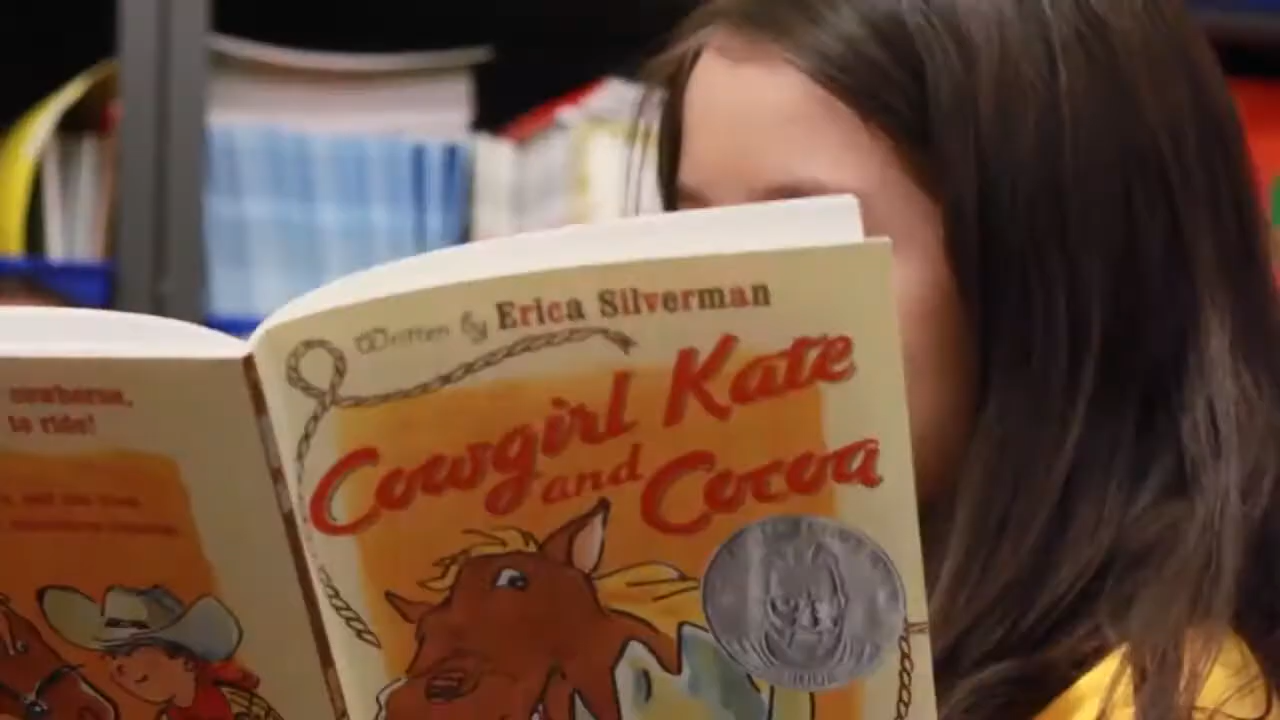 Written by Erica Silverman
Cowgirl Kate
and Cocoa
cowhorse,
to ride!